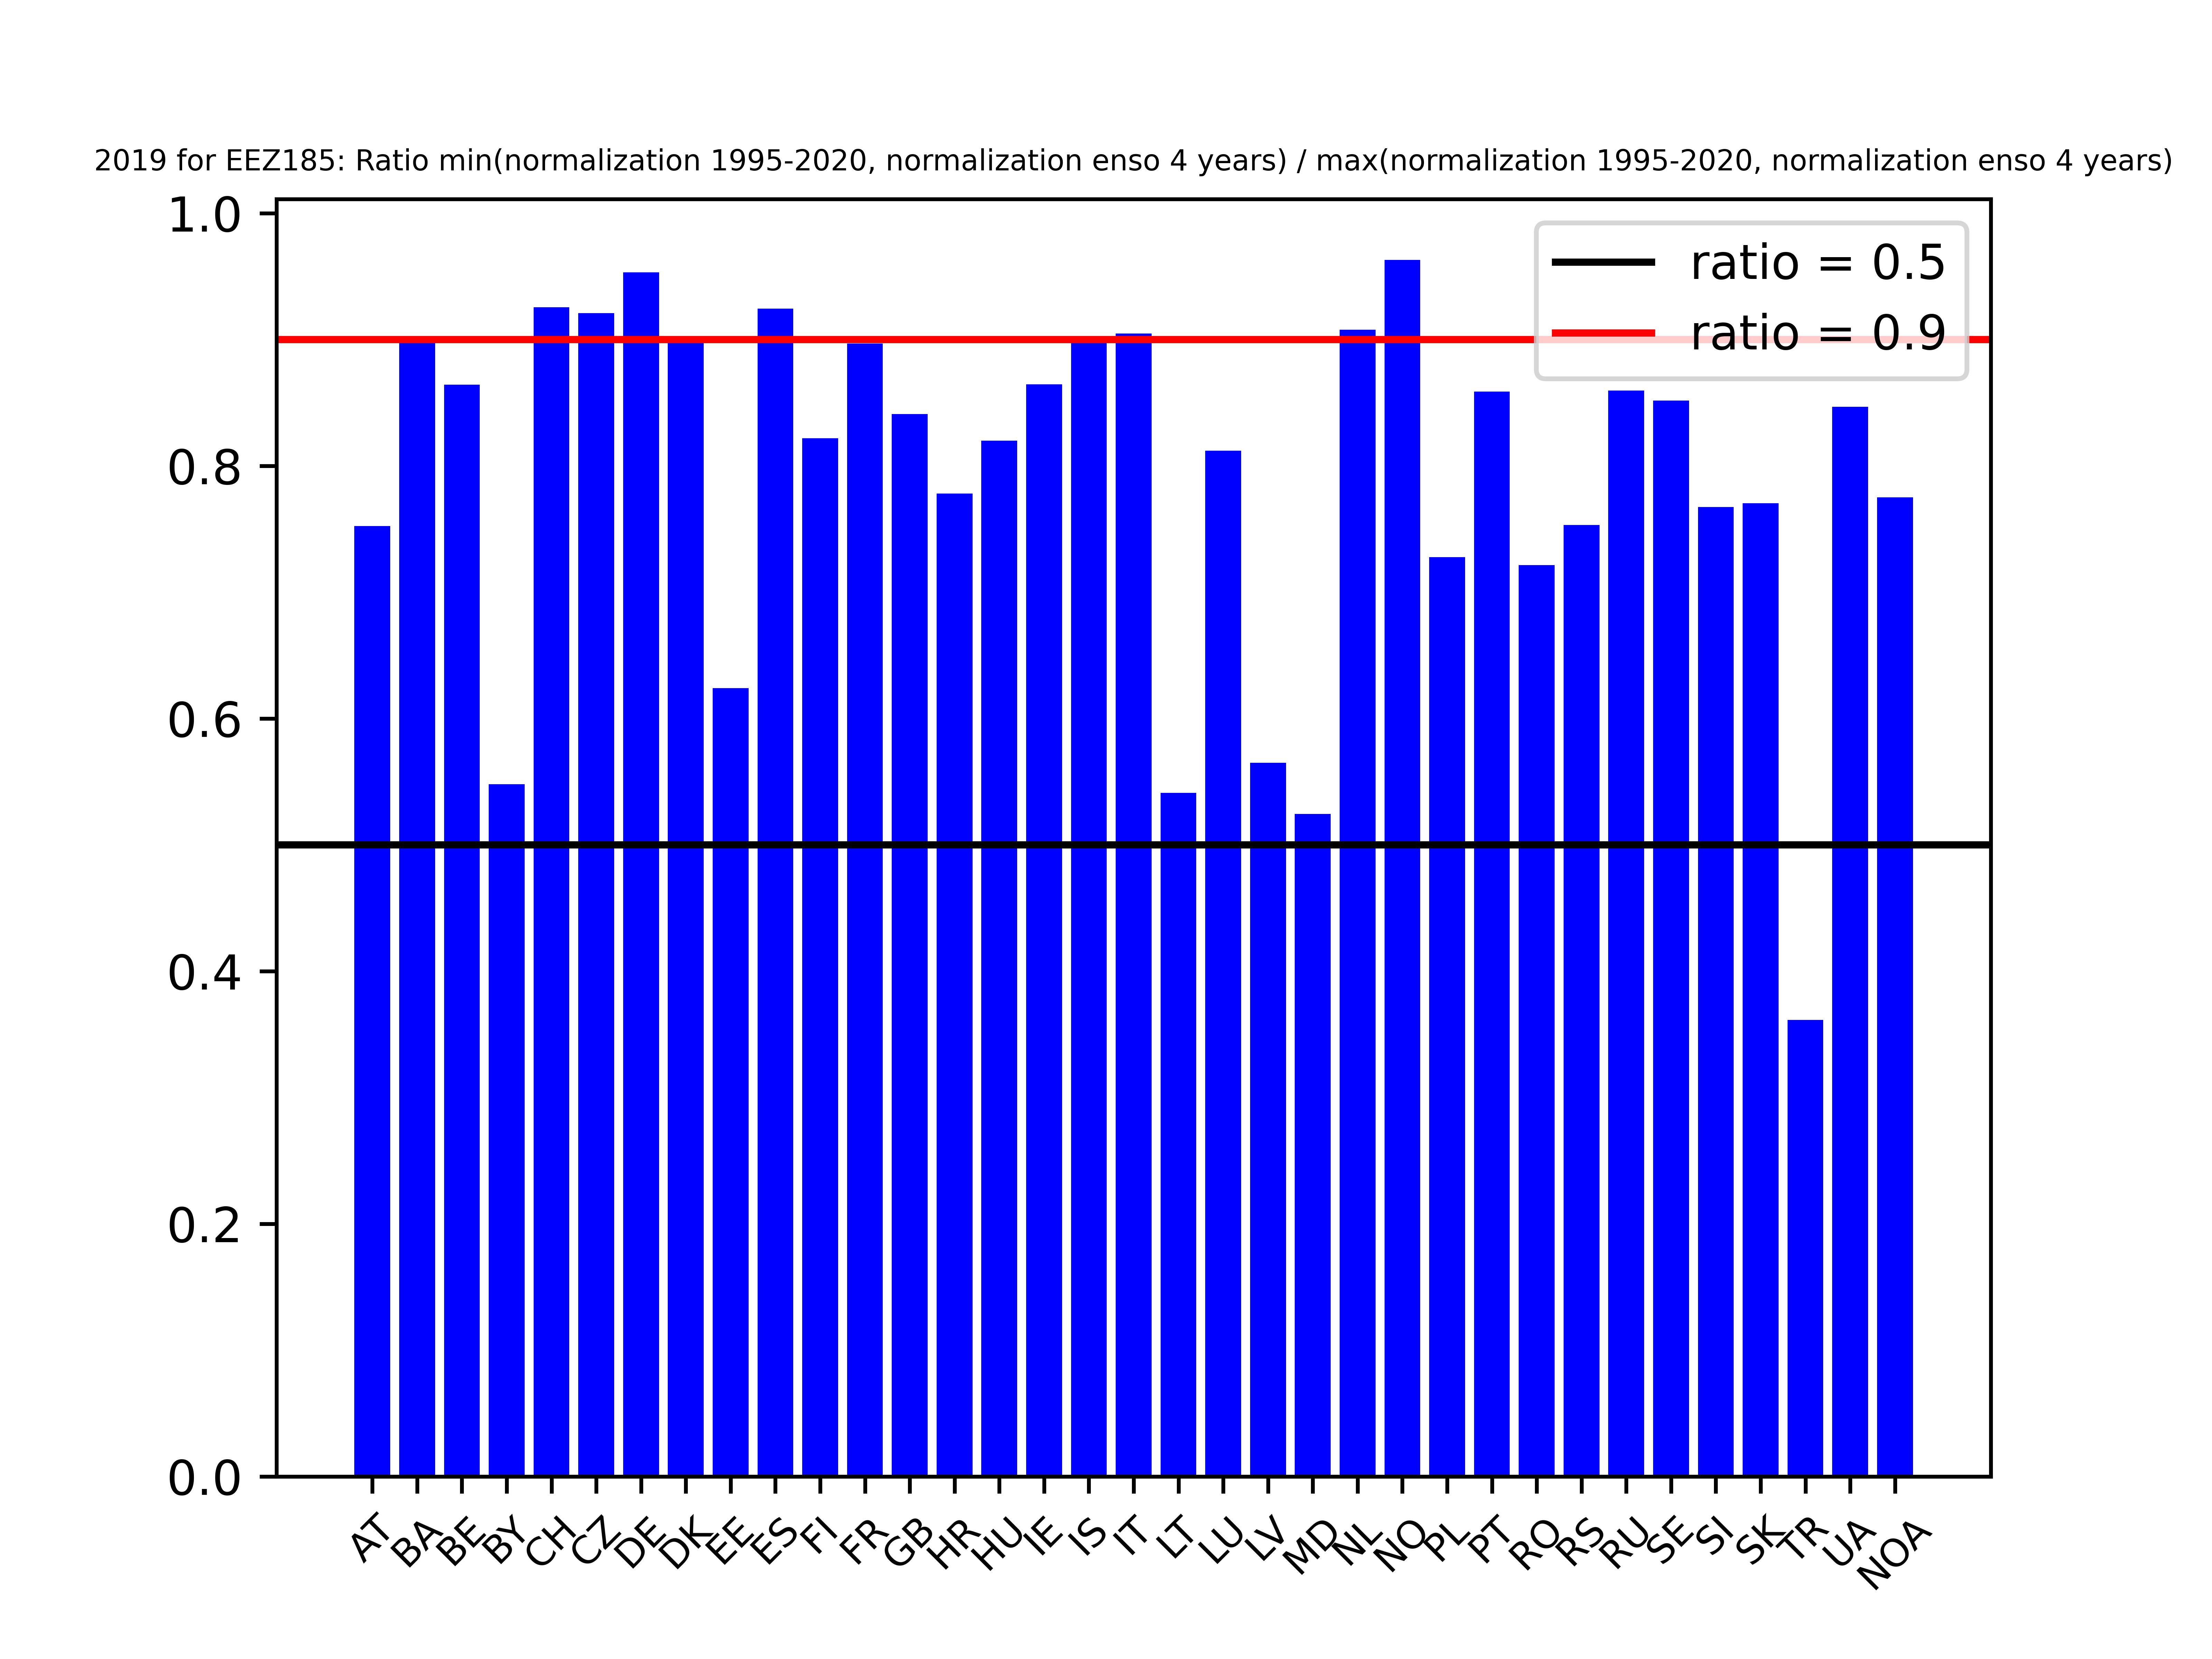 2019 for EEZ185: Ratio min(normalization 1995-2020, normalization enso 4 years) / max(normalization 1995-2020, normalization enso 4 years)
1.0
ratio = 0.5
ratio = 0.9
0.8
0.6
0.4
0.2
0.0
AT BA BE BY CH CZ DE DK EE ES FI FR GB HR HU IE IS IT LT LU LV MD NL NO PL PT RO RS RU SE SI SK TR UA NOA